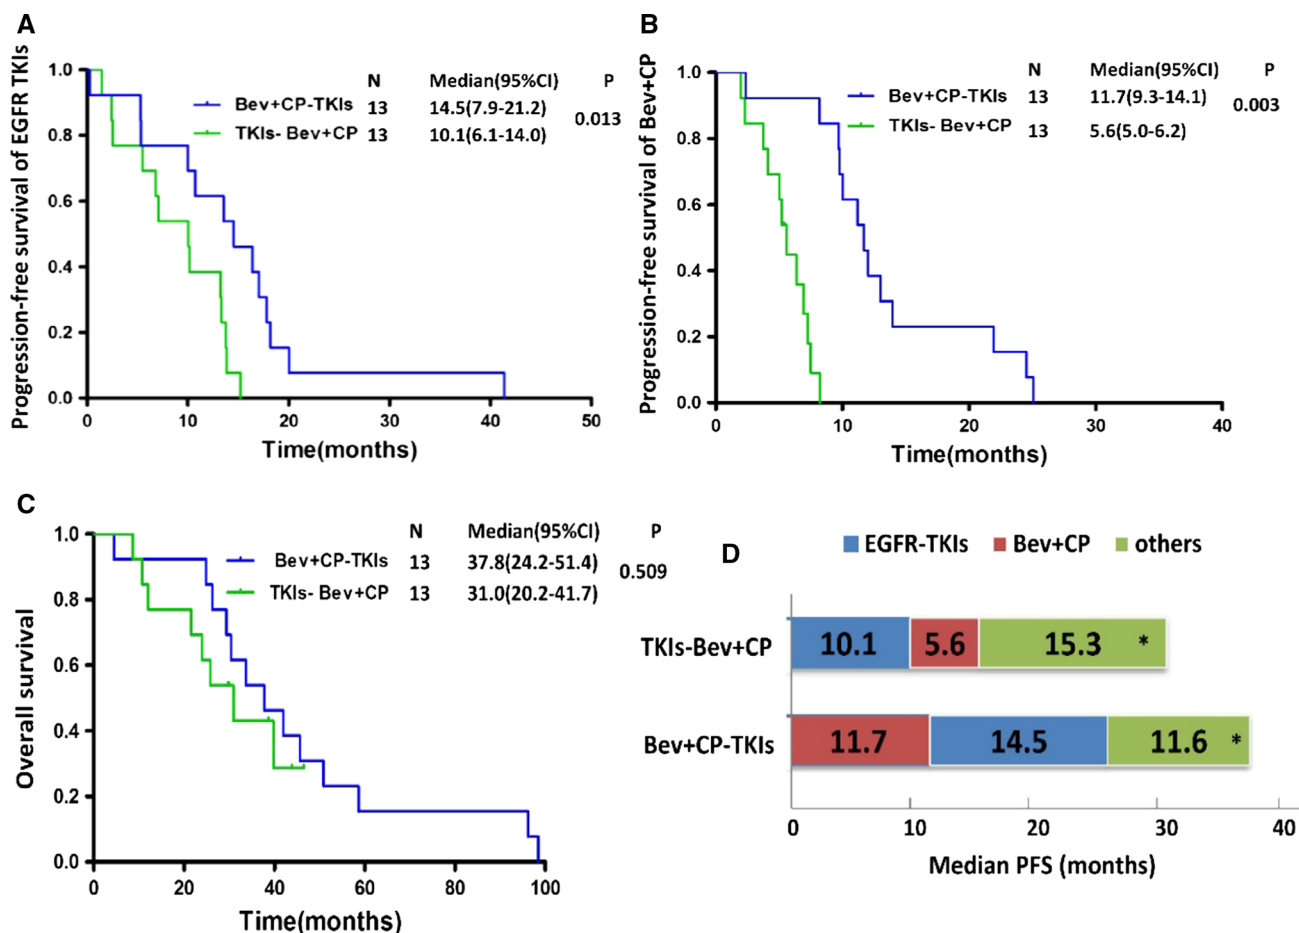 A
Progression-free survival of EGFR TKIs
N Median(95%CI) P
Bev+CP-TKIs 13 14.5(7.9-21.2)
0.013
TKIs- Bev+CP 13 10.1(6.1-14.0)
1.0
0.8
0.6
0.4
0.2
0.0
0 10 20 30 40 50
Time(months)
B
Progression-free survival of Bev+CP
N Median(95%CI) P
Bev+CP-TKIs 13 11.7(9.3-14.1)
0.003
TKIs- Bev+CP 13 5.6(5.0-6.2)
1.0
0.8
0.6
0.4
0.2
0.0
0 10 20 30 40
Time(months)
C
Overall survival
N Median(95%CI) P
Bev+CP-TKIs 13 37.8(24.2-51.4)
0.509
TKIs- Bev+CP 13 31.0(20.2-41.7)
1.0
0.8
0.6
0.4
0.2
0.0
0 20 40 60 80 100
Time(months)
D
EGFR-TKIs Bev+CP others
TKIs-Bev+CP 10.1 5.6 15.3 *
Bev+CP-TKIs 11.7 14.5 11.6 *
0 10 20 30 40
Median PFS (months)